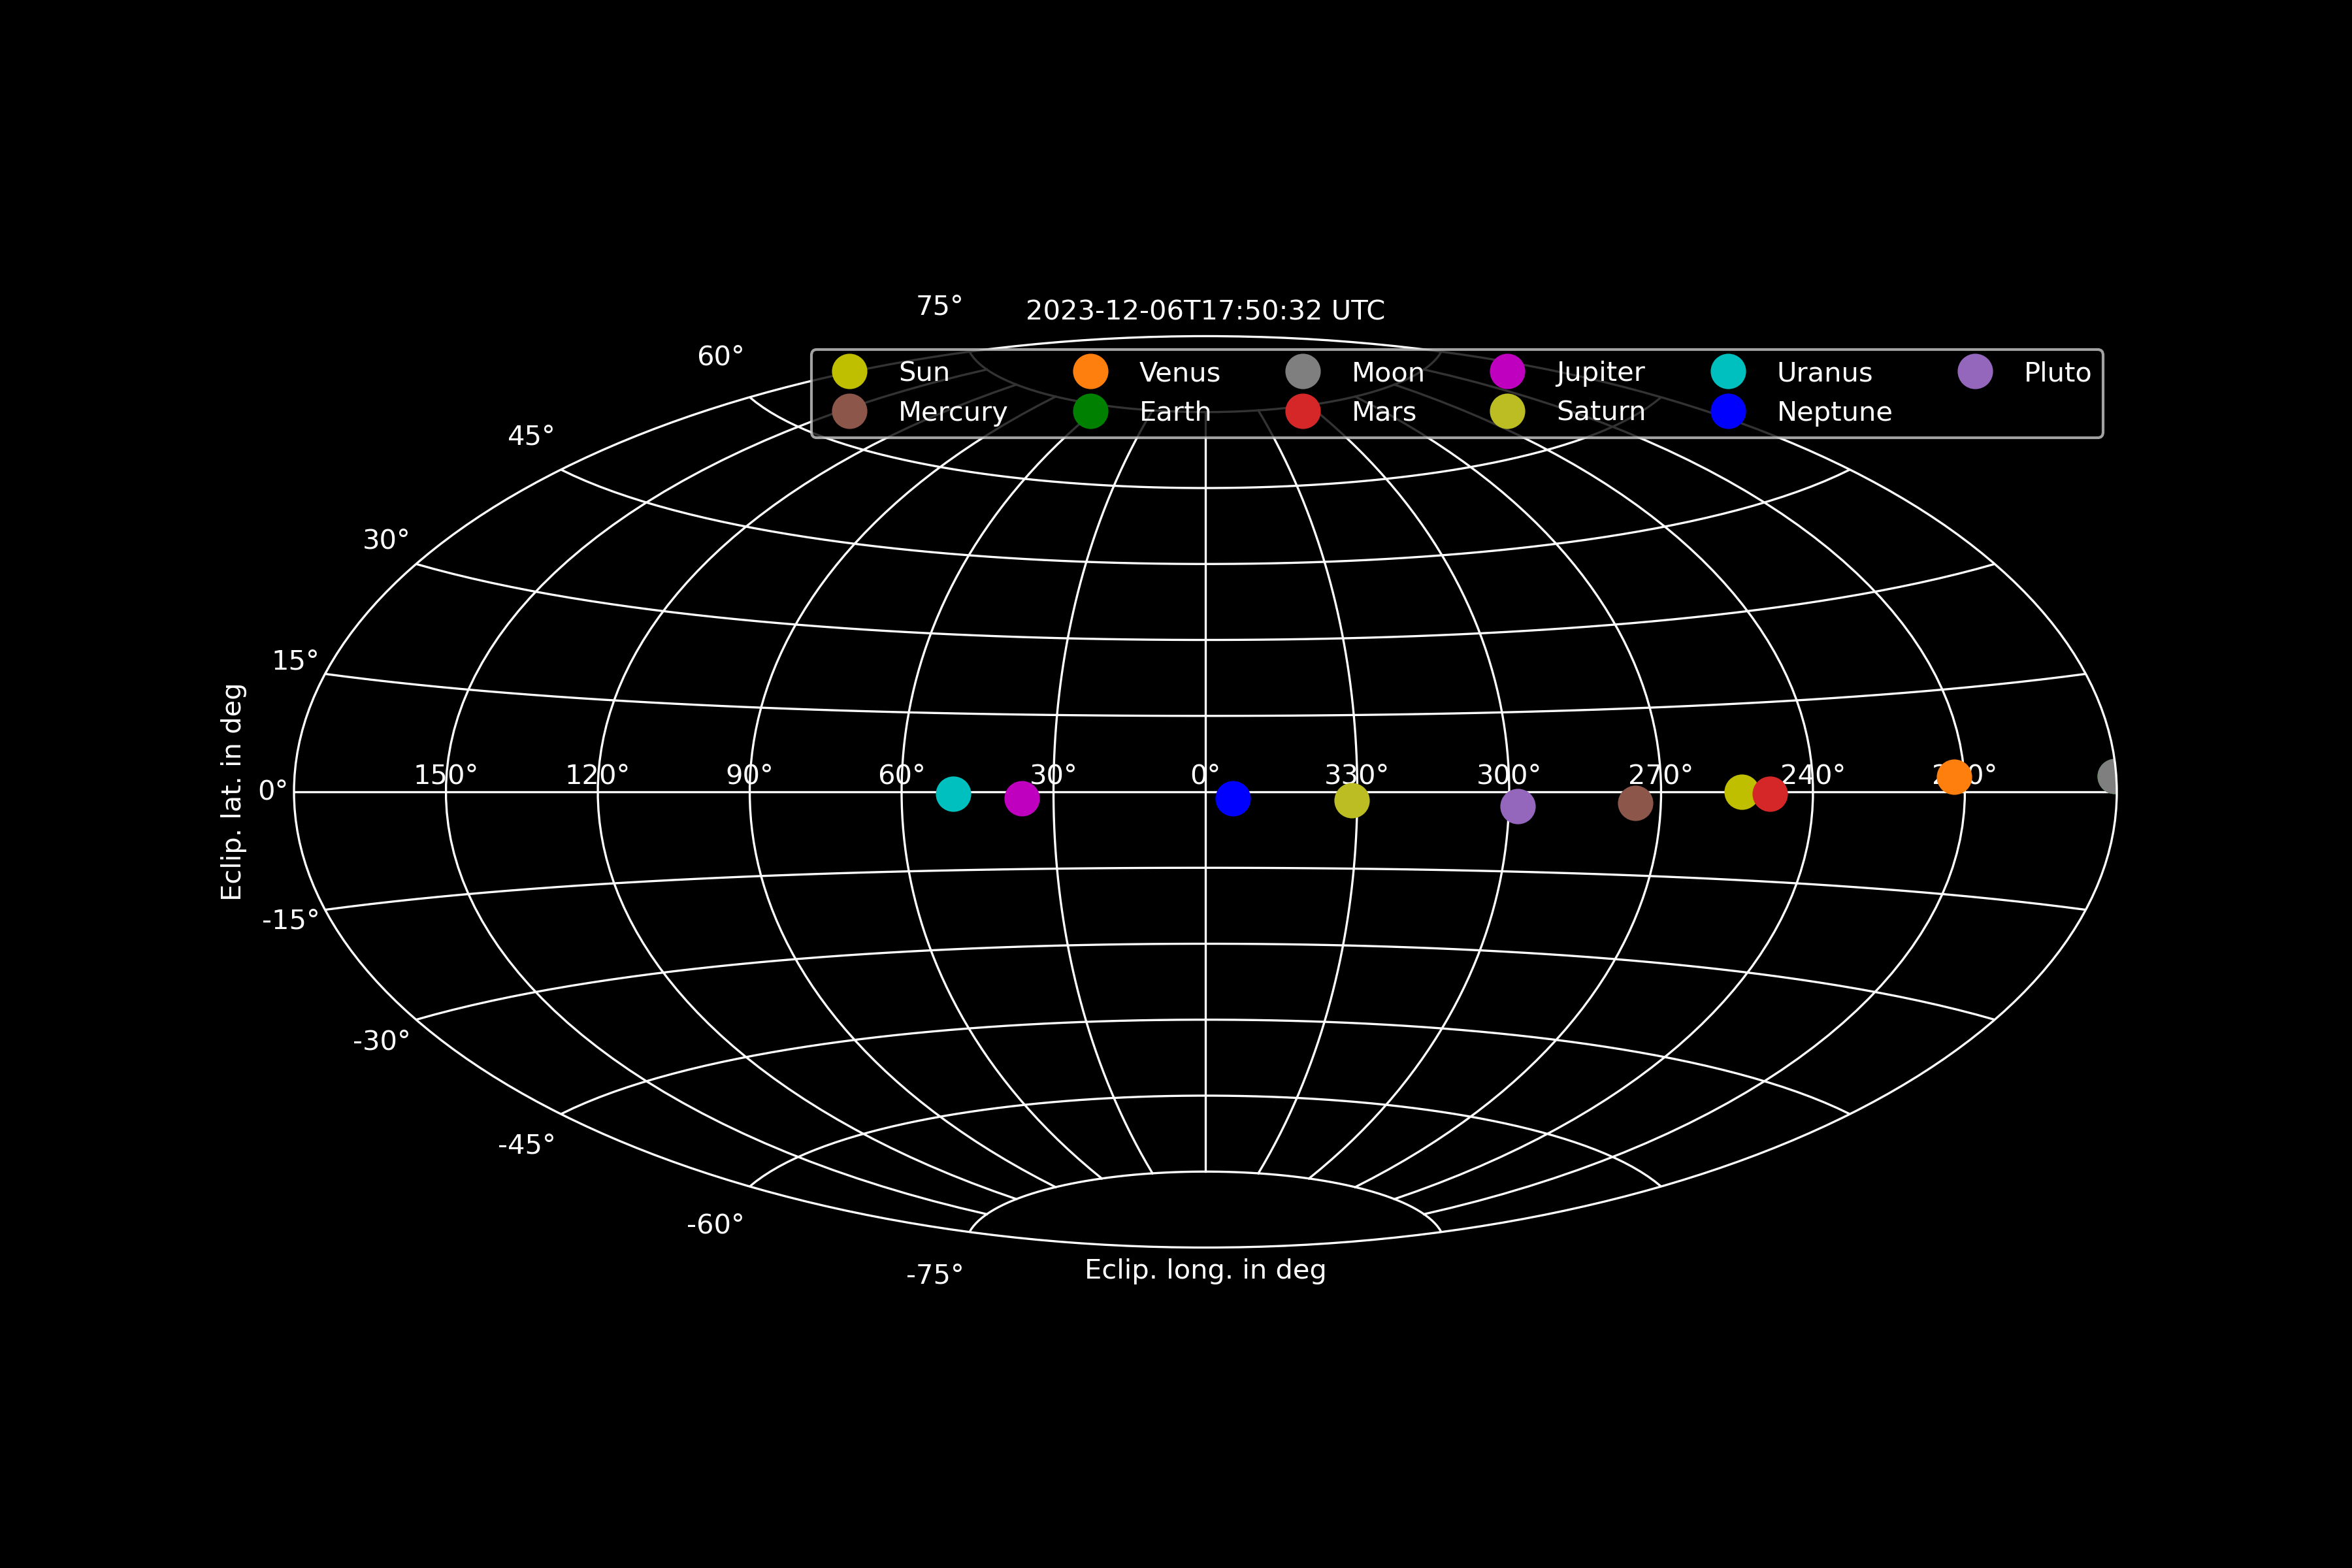 75°
2023-12-06T17:50:32 UTC
60°
Sun Venus Moon Jupiter Uranus Pluto
Mercury Earth Mars Saturn Neptune
45°
30°
15°
Eclip. lat. in deg
150° 120° 90° 60° 30° 0° 330° 300° 270° 240°
0°
-15°
-30°
-45°
-60°
Eclip. long. in deg
-75°